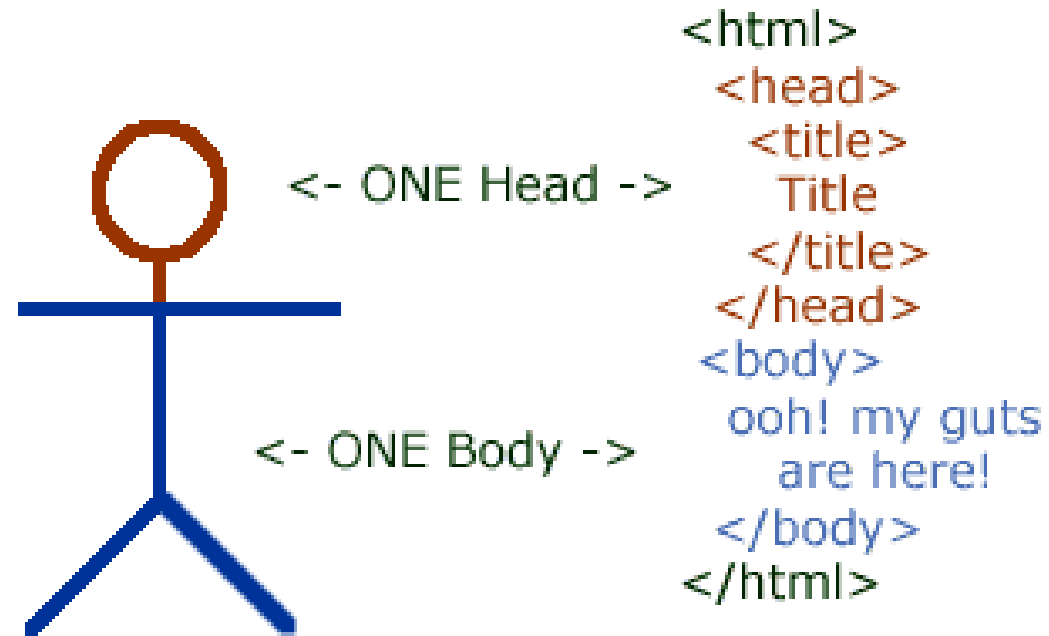 <html>
<head>
<title>
Title
</title>
</head>
<- ONE Head ->
<body>
ooh! my guts
are here!
</body>
<- ONE Body ->
</html>